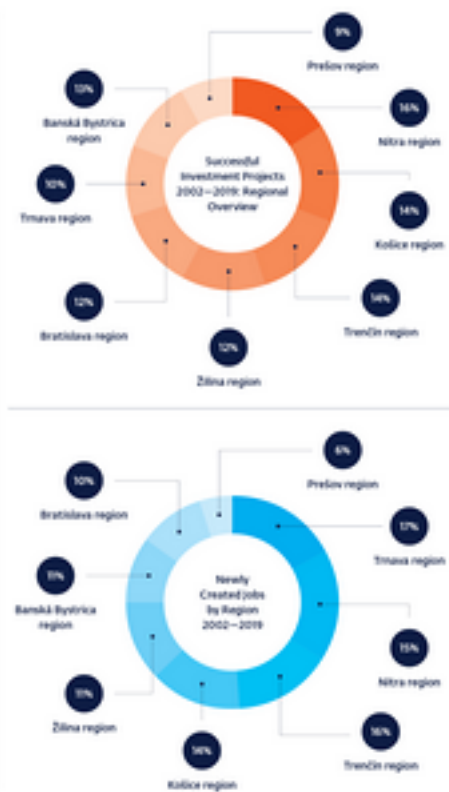 9%
Prešov region
16%
Nitra region
14%
Košice region
14%
Trenčín region
12%
Žilina region
12%
Bratislava region
10%
Trnava region
13%
Banská Bystrica
region
Successful
Investment Projects
2002—2019: Regional
Overview
6%
Prešov region
17%
Trnava region
15%
Nitra region
16%
Trenčín region
14%
Košice region
11%
Žilina region
11%
Banská Bystrica
region
10%
Bratislava region
Newly
Created Jobs
by Region
2002—2019